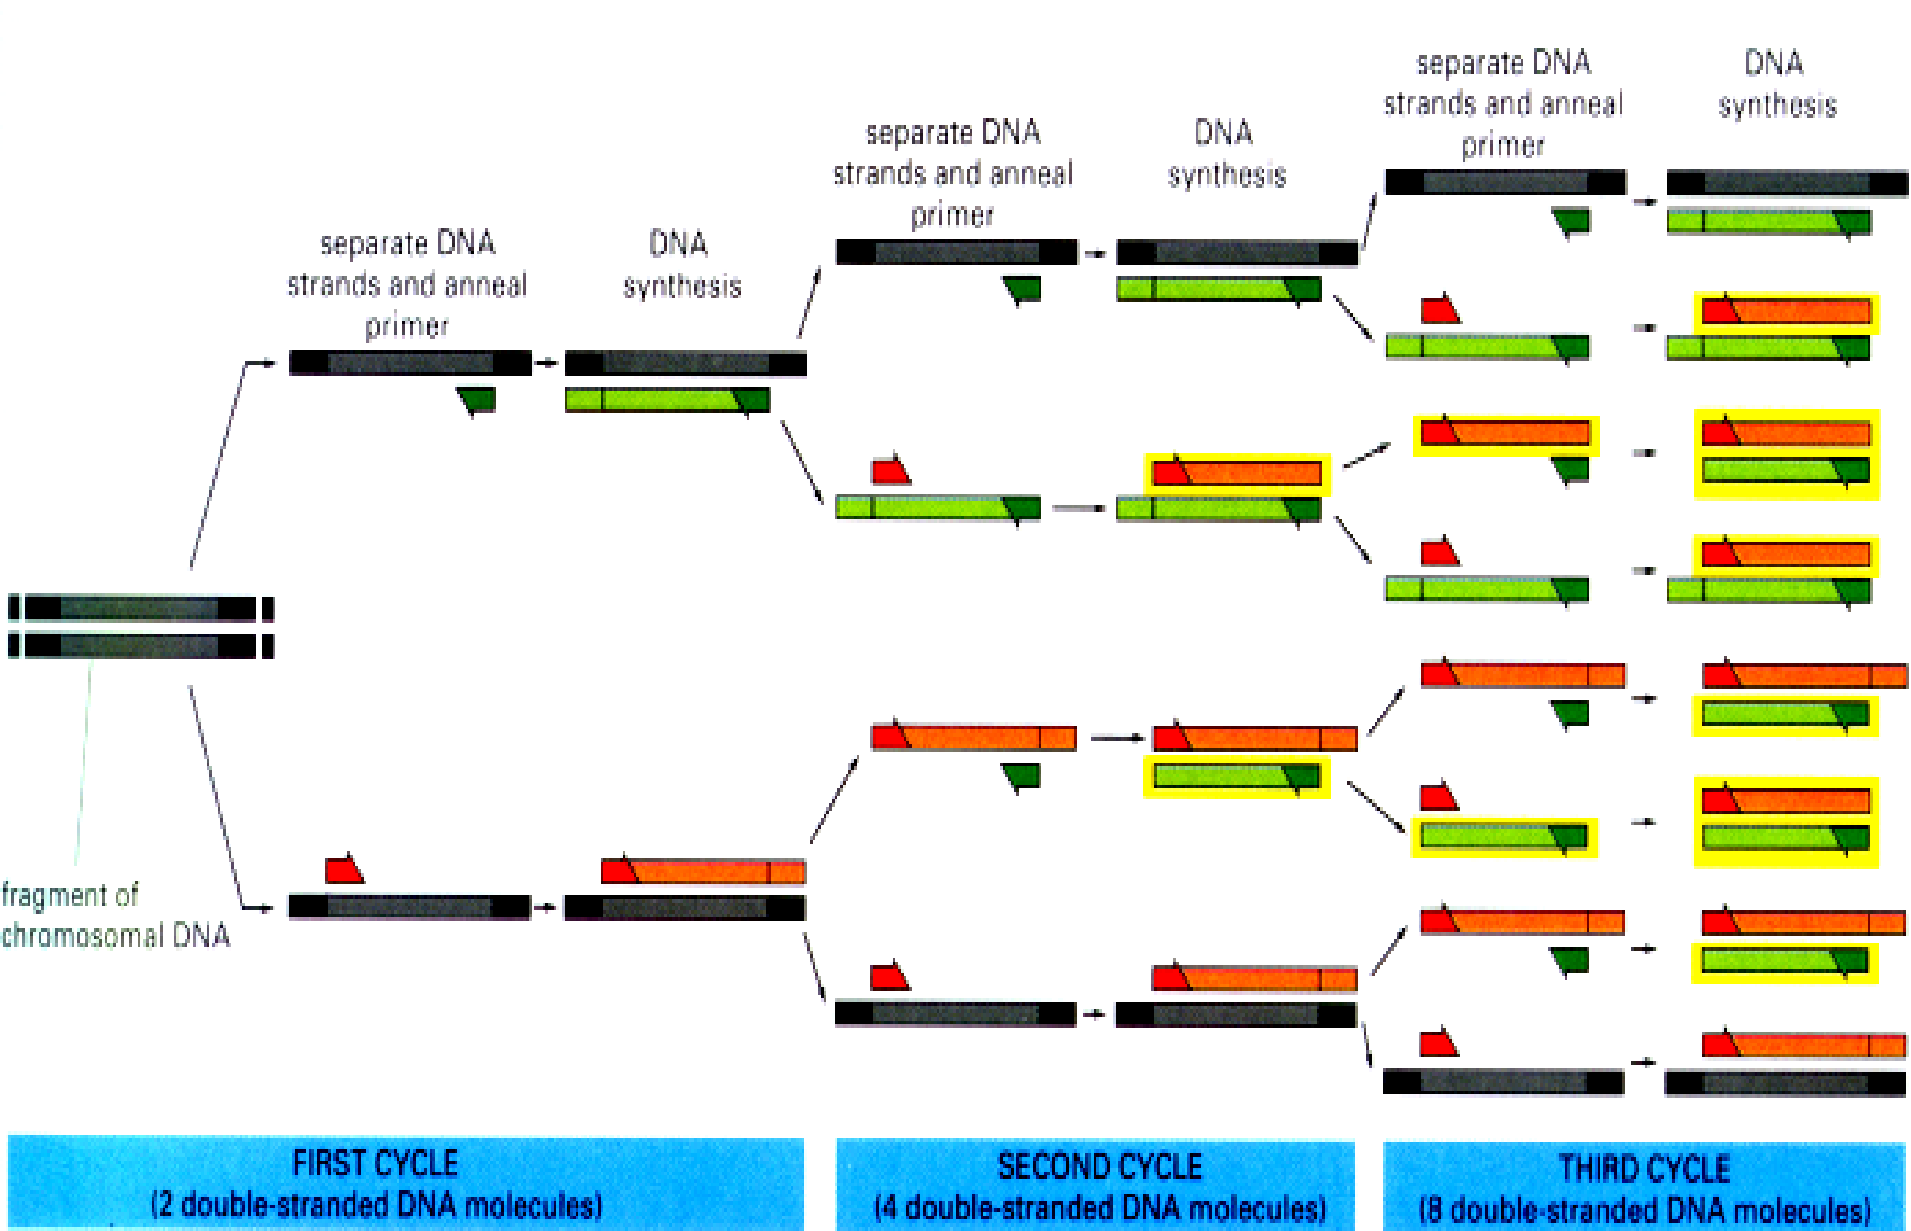 separate DNA
strands and anneal
primer
DNA
synthesis
separate DNA
strands and anneal
primer
DNA
synthesis
separate DNA
strands and anneal
primer
DNA
synthesis
fragment of
chromosomal DNA
FIRST CYCLE
(2 double-stranded DNA molecules)
SECOND CYCLE
(4 double-stranded DNA molecules)
THIRD CYCLE
(8 double-stranded DNA molecules)